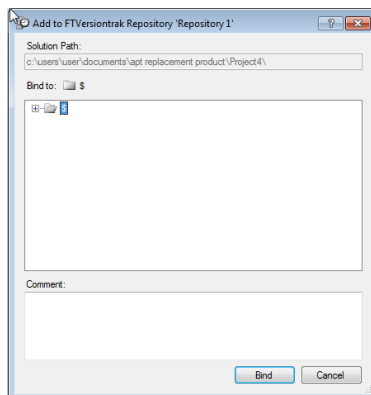 Add to FTVersiontrak Repository 'Repository 1'
Solution Path:
c:\users\user\documents\apt replacement product\Project4\
Bind to: $
$
Comment:
Bind Cancel